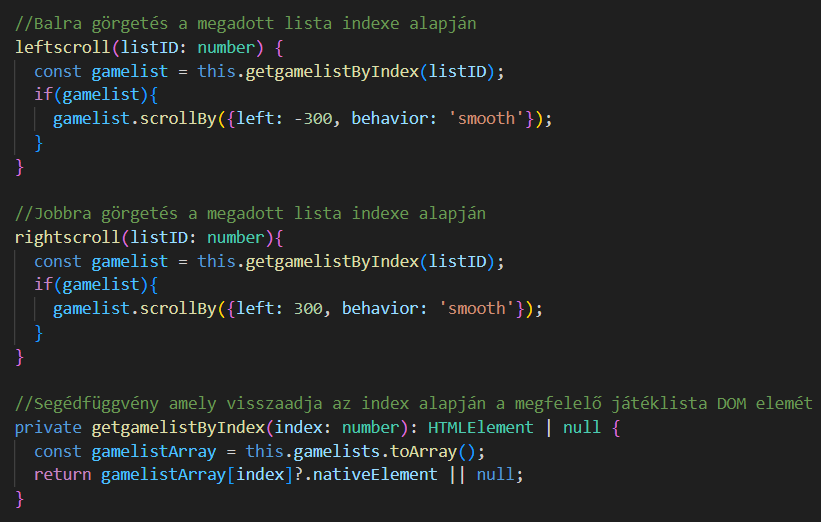 //Balra görgetés a megadott lista indexe alapján
leftscroll(listID: number) {
const gamelist = this.getgamelistByIndex(listID);
if(gamelist){
gamelist.scrollBy({left: -300, behavior: 'smooth'});
}
}
//Jobbra görgetés a megadott lista indexe alapján
rightscroll(listID: number){
const gamelist = this.getgamelistByIndex(listID);
if(gamelist){
gamelist.scrollBy({left: 300, behavior: 'smooth'});
}
}
//Segédfüggvény amely visszaadja az index alapján a megfelelő játéklista DOM elemét
private getgamelistByIndex(index: number): HTMLElement | null {
const gamelistArray = this.gamelists.toArray();
return gamelistArray[index]?.nativeElement || null;
}